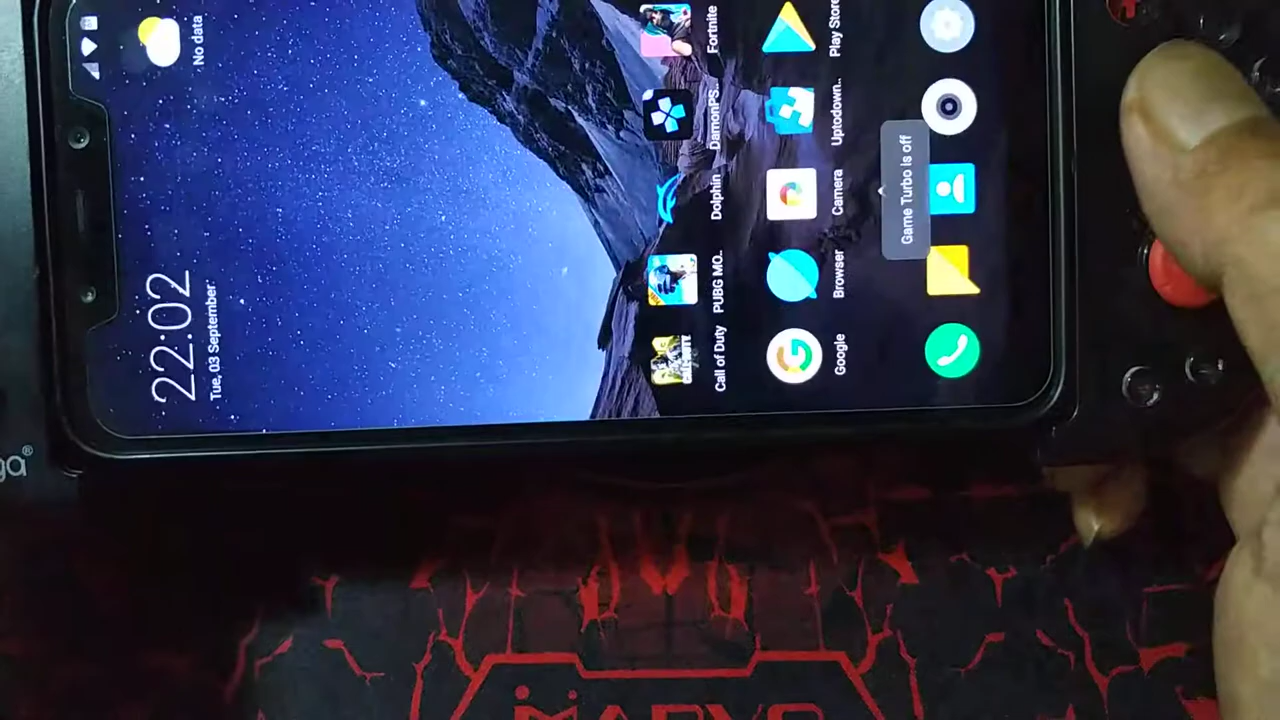 22:02
Tue, 03 September
No data
Call of Duty
PUBG MO..
Dolphin
DamonPS..
Fortnite
Google
Browser
Camera
Uptodown..
Play Store
Game Turbo is off